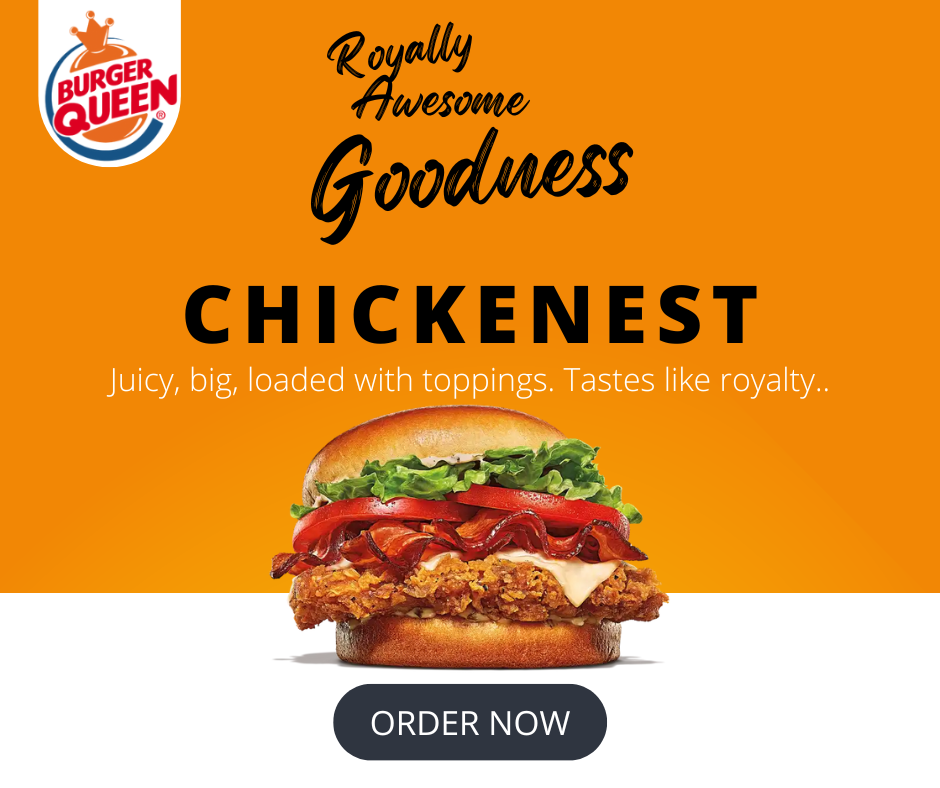 BURGER
QUEEN®
Royally
Awesome
Goodness
CHICKENEST
Juicy, big, loaded with toppings. Tastes like royalty..
ORDER NOW